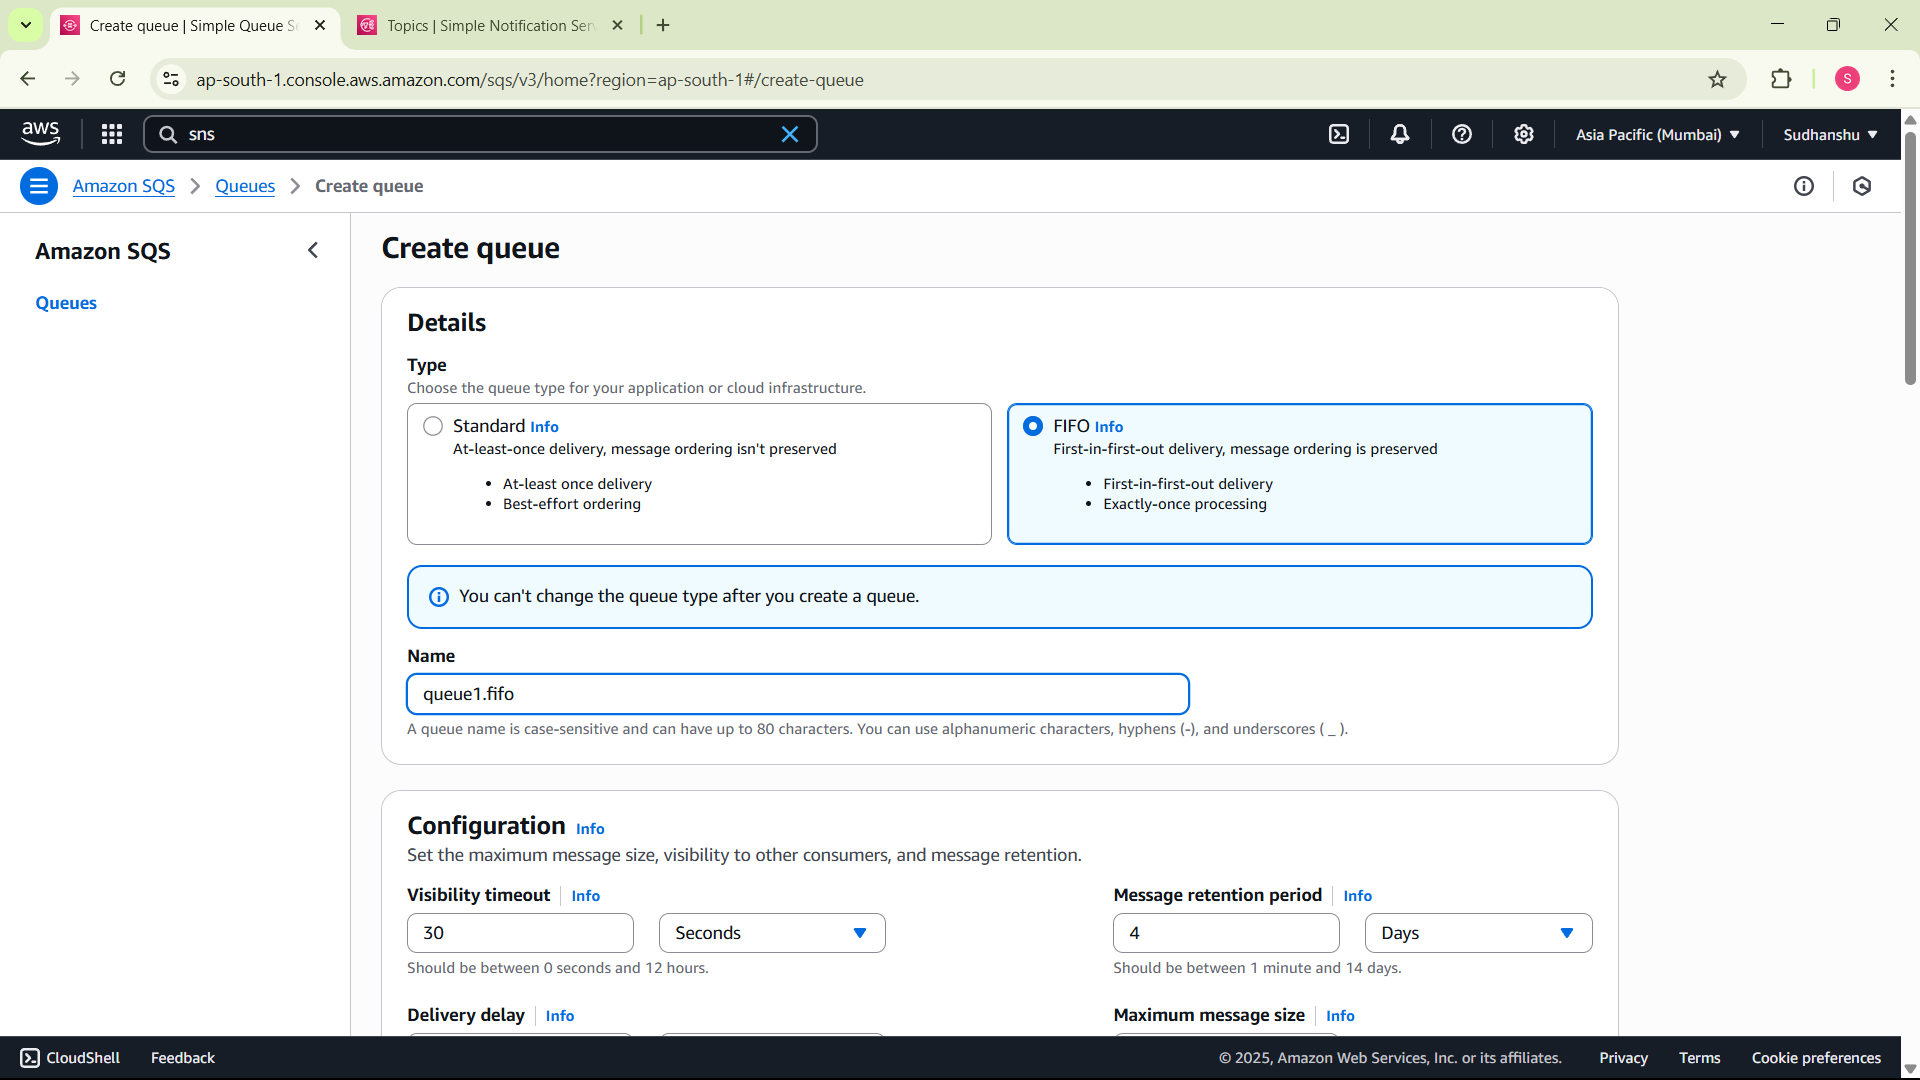 Create queue | Simple Queue S
Topics | Simple Notification Ser
ap-south-1.console.aws.amazon.com/sqs/v3/home?region=ap-south-1#/create-queue
S
aws
sns
Asia Pacific (Mumbai)
Sudhanshu
Amazon SQS
Queues
Create queue
Amazon SQS
Queues
Create queue
Details
Type
Choose the queue type for your application or cloud infrastructure.
Standard Info
At-least-once delivery, message ordering isn't preserved
• At-least once delivery
• Best-effort ordering
FIFO Info
First-in-first-out delivery, message ordering is preserved
• First-in-first-out delivery
• Exactly-once processing
You can't change the queue type after you create a queue.
Name
queue1.fifo
A queue name is case-sensitive and can have up to 80 characters. You can use alphanumeric characters, hyphens (-), and underscores ( _ ).
Configuration Info
Set the maximum message size, visibility to other consumers, and message retention.
Visibility timeout Info
30 Seconds
Should be between 0 seconds and 12 hours.
Message retention period Info
4 Days
Should be between 1 minute and 14 days.
Delivery delay Info
Maximum message size Info
CloudShell Feedback
© 2025, Amazon Web Services, Inc. or its affiliates. Privacy Terms Cookie preferences